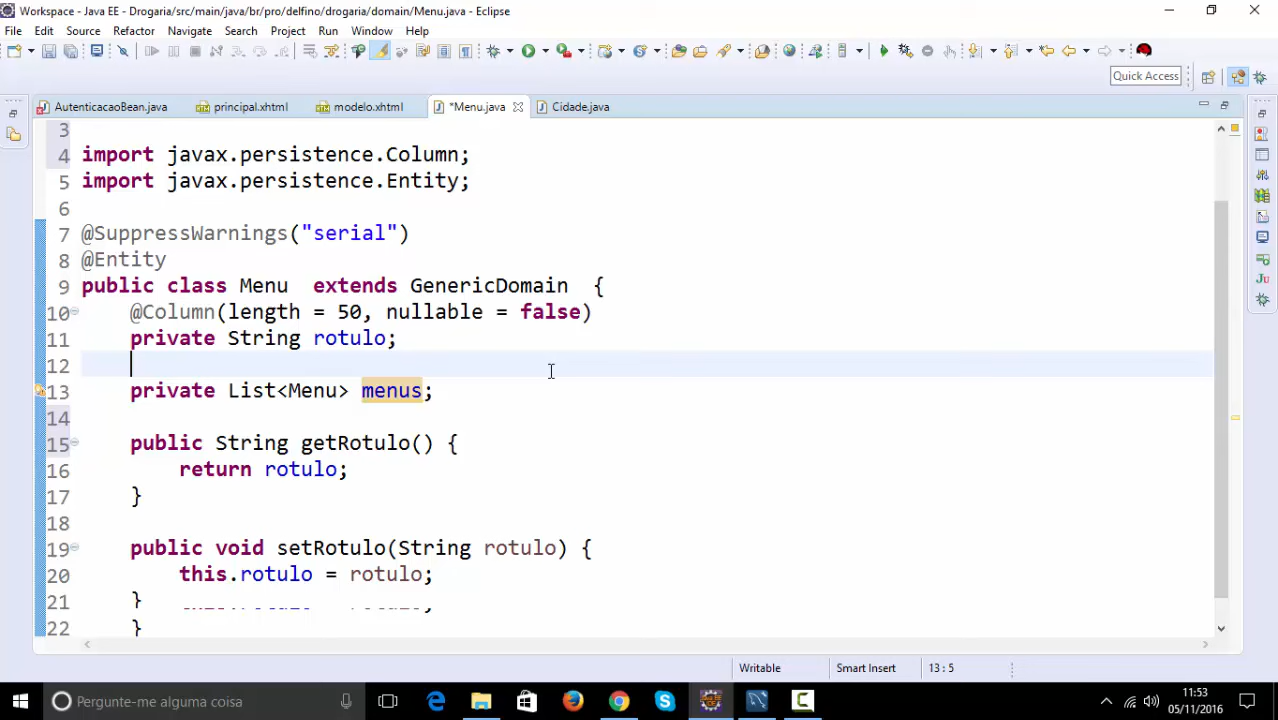 Workspace - Java EE - Drogaria/src/main/java/br/pro/delfino/drogaria/domain/Menu.java - Eclipse
File Edit Source Refactor Navigate Search Project Run Window Help
Quick Access
AutenticacaoBean.java principal.xhtml modelo.xhtml *Menu.java Cidade.java
3
4 import javax.persistence.Column;
5 import javax.persistence.Entity;
6
7 @SuppressWarnings("serial")
8 @Entity
9 public class Menu  extends GenericDomain  {
10 @Column(length = 50, nullable = false)
11 private String rotulo;
12
13 private List<Menu> menus;
14
15 public String getRotulo() {
16 return rotulo;
17 }
18
19 public void setRotulo(String rotulo) {
20 this.rotulo = rotulo;
21 }
22 }
Writable Smart Insert 13 : 5
Pergunte-me alguma coisa
11:53
05/11/2016